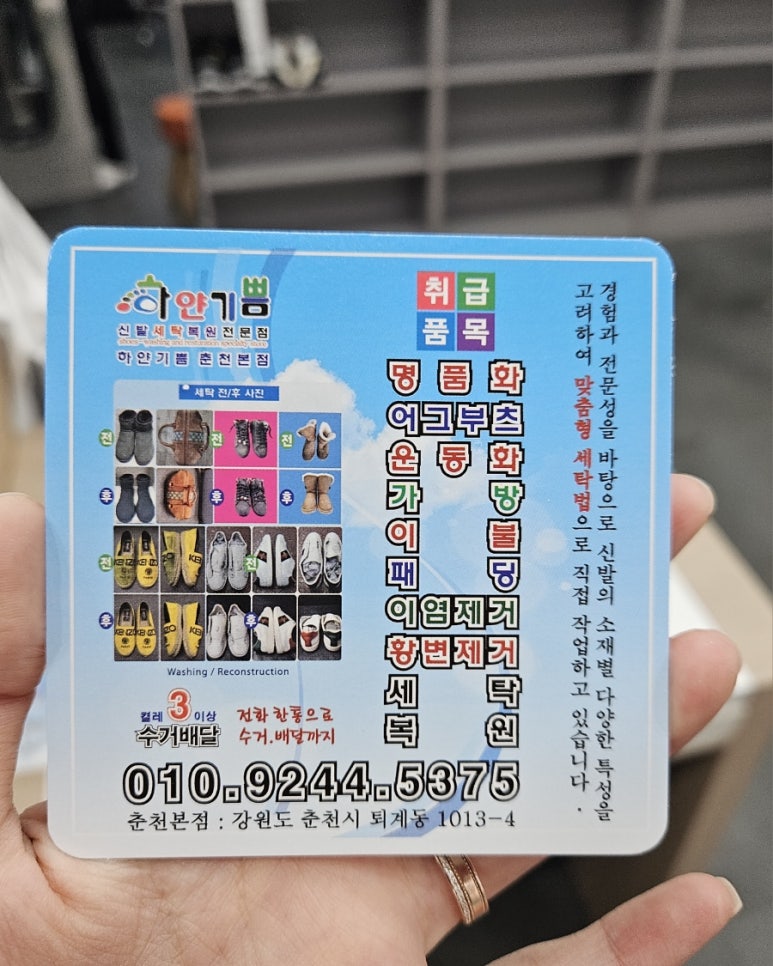 하얀기쁨
신발세탁복원전문점
shoes-washing and restoration specialty store
하얀기쁨 춘천본점
세탁 전/후 사진
전
전
전
후
후
후
전
전
후
후
Washing / Reconstruction
컬레 3 이상
수거배달
전화 한통으로
수거.배달까지
취급
품목
명품화
어그부츠
운동화
가방
이불
패딩
이염제거
황변제거
세탁
복원
경험과 전문성을 바탕으로 신발의 소재별 다양한 특성을
고려하여 맞춤형 세탁법으로 직접 작업하고 있습니다.
010.9244.5375
춘천본점 : 강원도 춘천시 퇴계동 1013-4